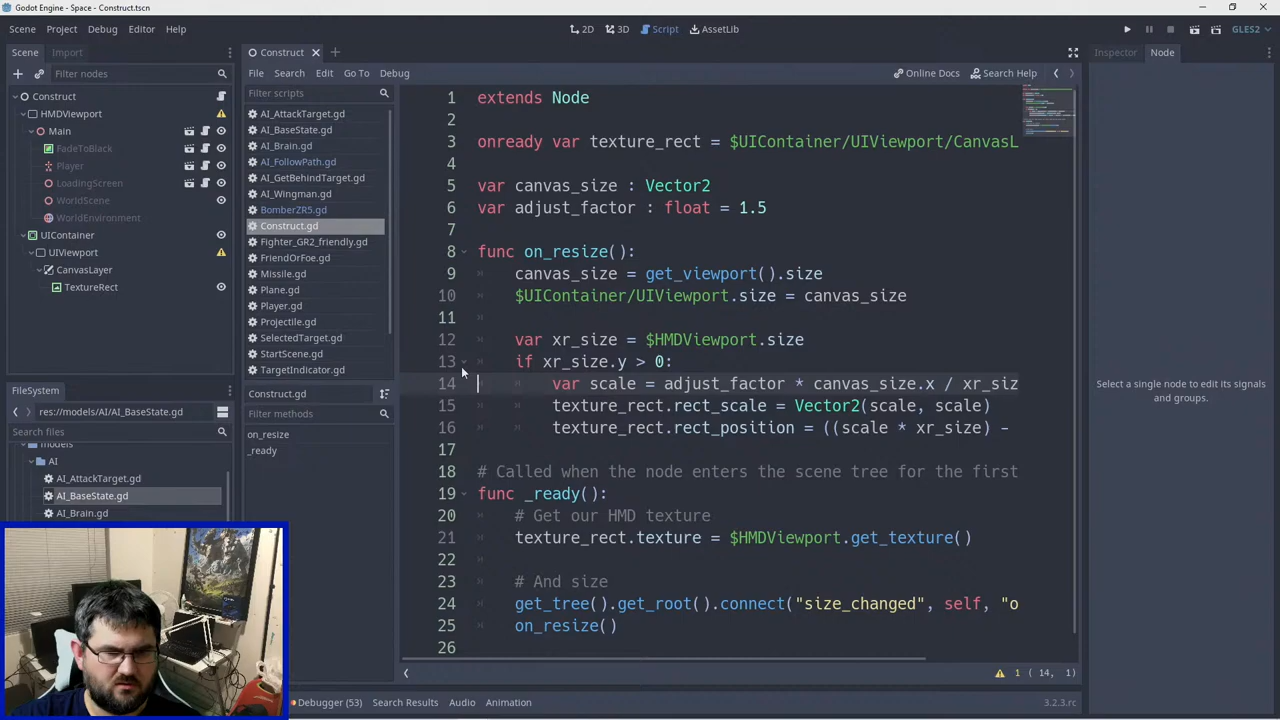 Godot Engine - Space - Construct.tscn
Scene Project Debug Editor Help
2D 3D Script AssetLib
GLES2
Scene Import
Filter nodes
Construct
HMDViewport
Main
FadeToBlack
Player
LoadingScreen
WorldScene
WorldEnvironment
UIContainer
UIViewport
CanvasLayer
TextureRect
FileSystem
res://models/AI/AI_BaseState.gd
Search files
models
AI
AI_AttackTarget.gd
AI_BaseState.gd
AI_Brain.gd
Construct
File Search Edit Go To Debug
Online Docs Search Help
Filter scripts
AI_AttackTarget.gd
AI_BaseState.gd
AI_Brain.gd
AI_FollowPath.gd
AI_GetBehindTarget.gd
AI_Wingman.gd
BomberZR5.gd
Construct.gd
Fighter_GR2_friendly.gd
FriendOrFoe.gd
Missile.gd
Plane.gd
Player.gd
Projectile.gd
SelectedTarget.gd
StartScene.gd
TargetIndicator.gd
Construct.gd
Filter methods
on_resize
_ready
1 extends Node
2
3 onready var texture_rect = $UIContainer/UIViewport/CanvasL
4
5 var canvas_size : Vector2
6 var adjust_factor : float = 1.5
7
8 func on_resize():
9 canvas_size = get_viewport().size
10 $UIContainer/UIViewport.size = canvas_size
11
12 var xr_size = $HMDViewport.size
13 if xr_size.y > 0:
14 var scale = adjust_factor * canvas_size.x / xr_siz
15 texture_rect.rect_scale = Vector2(scale, scale)
16 texture_rect.rect_position = ((scale * xr_size) -
17
18 # Called when the node enters the scene tree for the first
19 func _ready():
20 # Get our HMD texture
21 texture_rect.texture = $HMDViewport.get_texture()
22
23 # And size
24 get_tree().get_root().connect("size_changed", self, "o
25 on_resize()
26
1 ( 14, 1)
Debugger (53) Search Results Audio Animation
3.2.3.rc
Inspector Node
Select a single node to edit its signals
and groups.